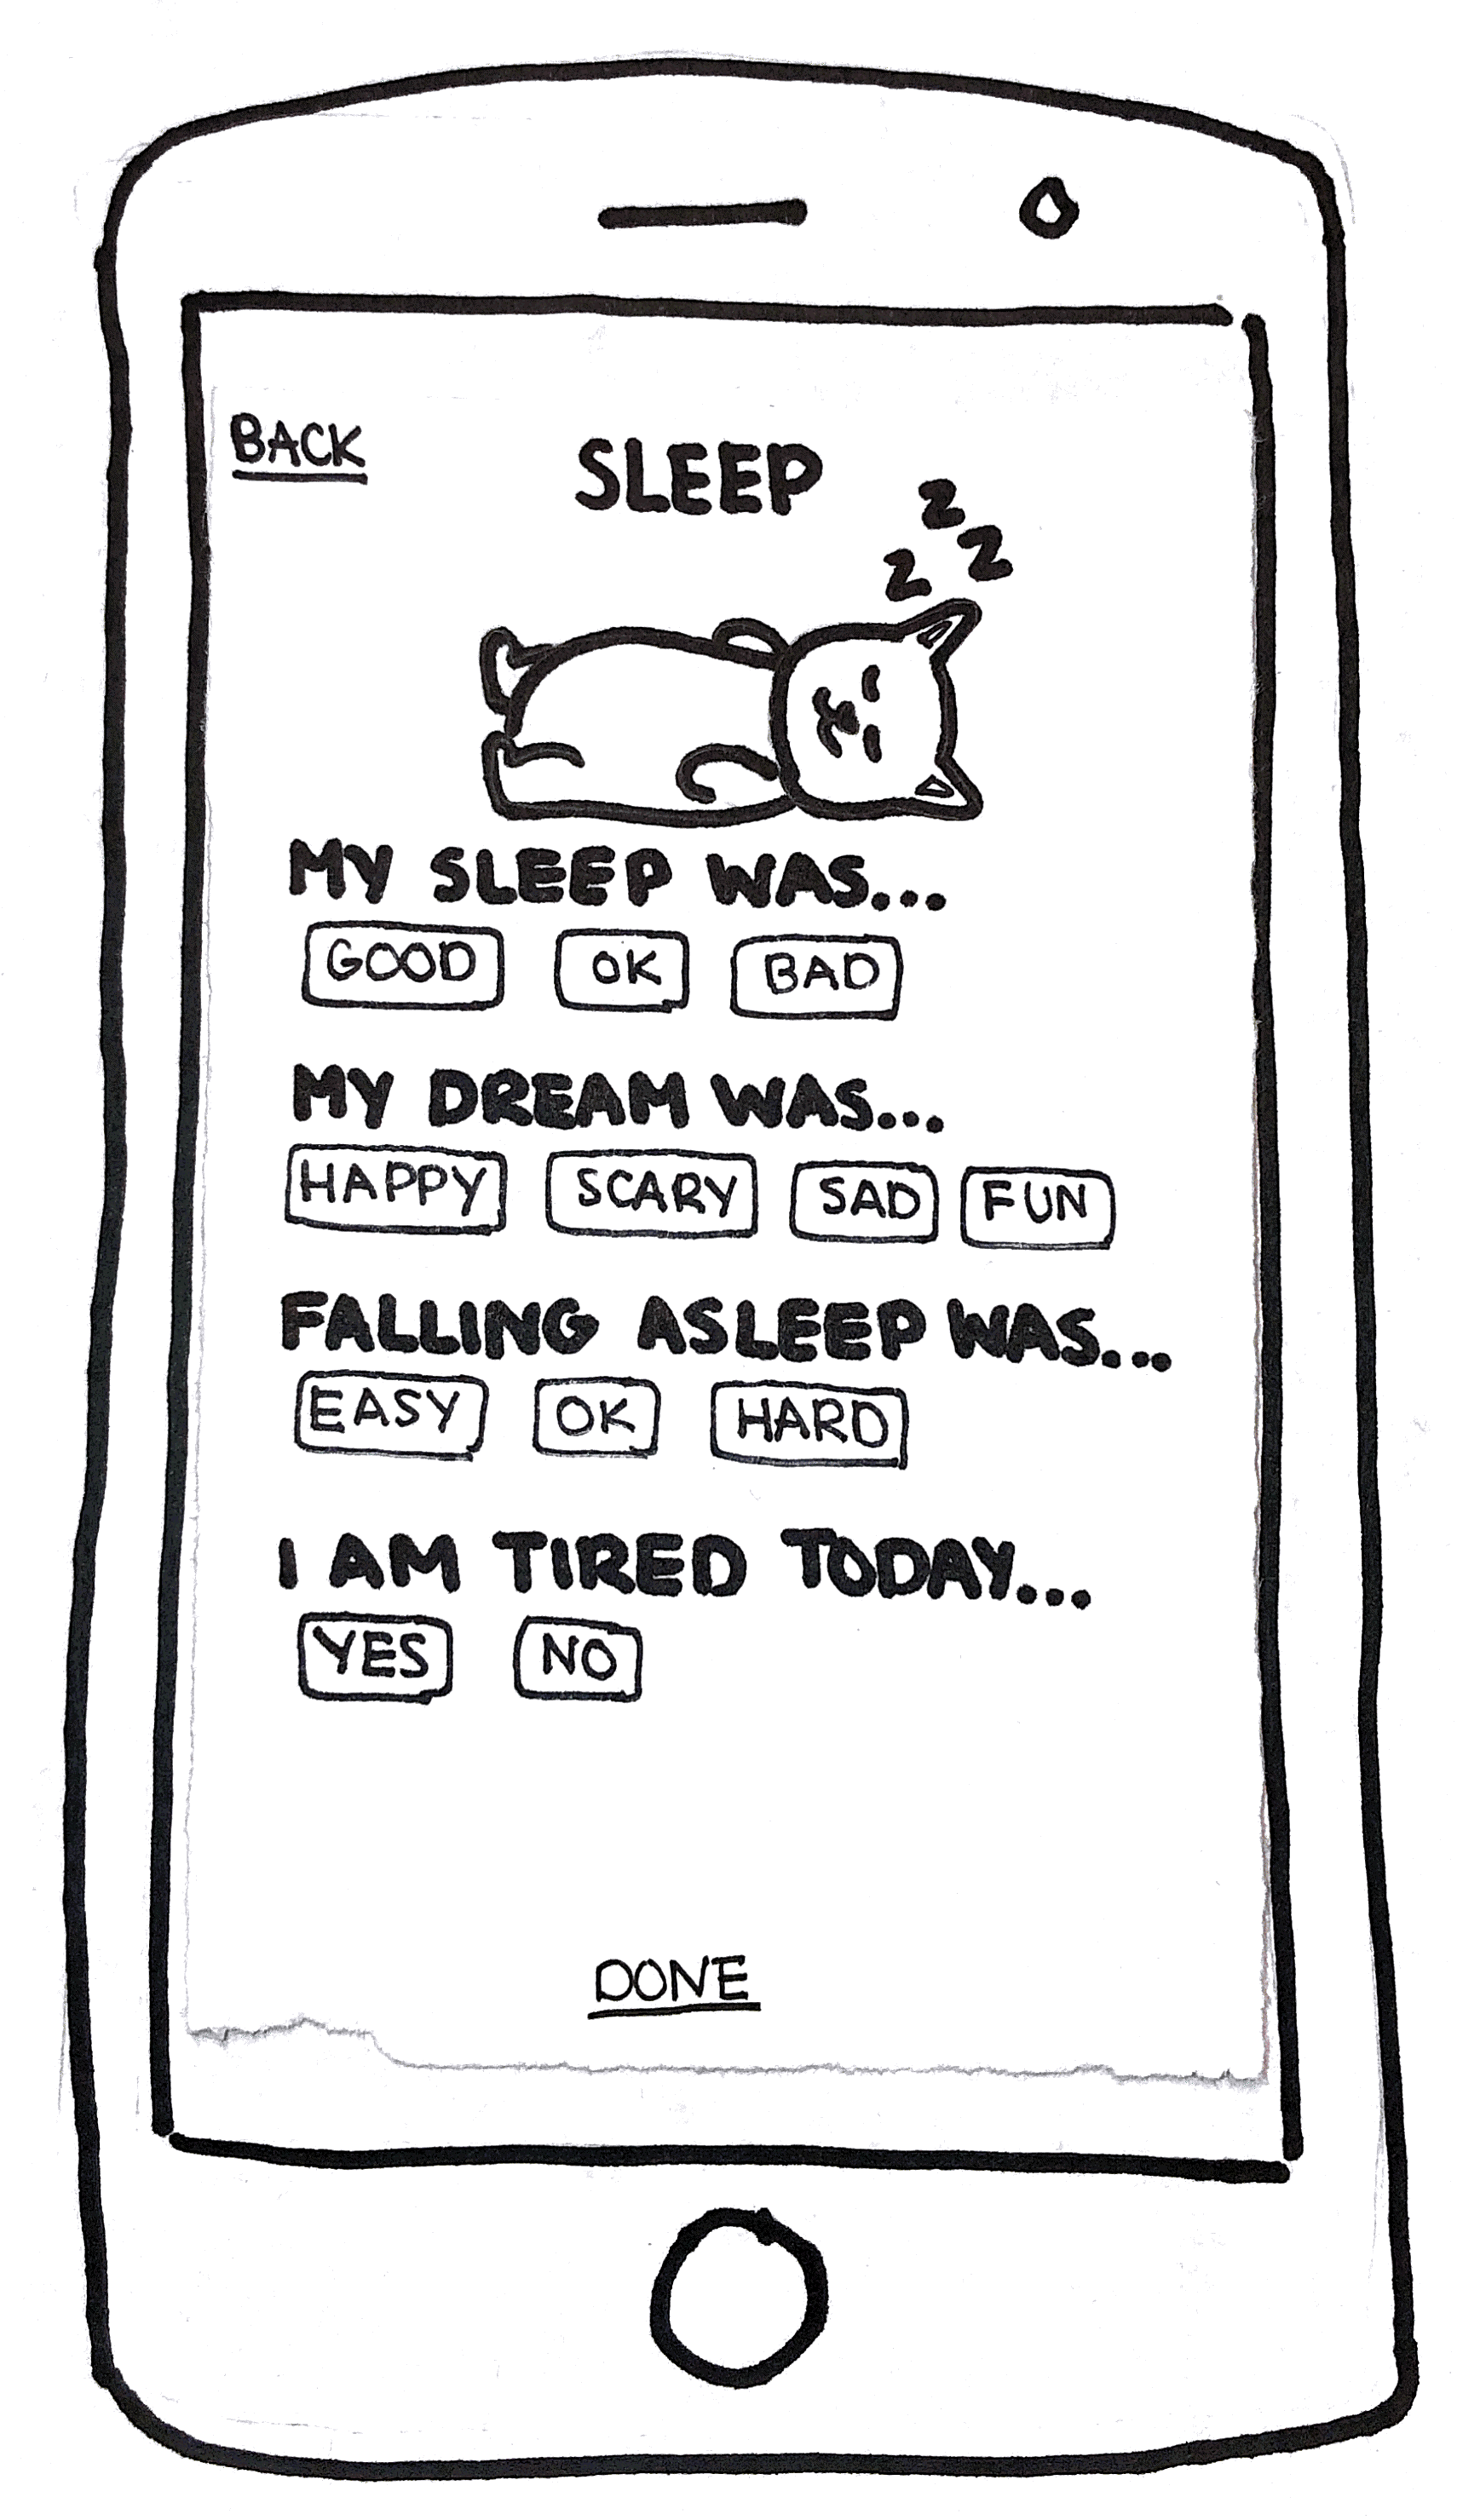 BACK
SLEEP
Z
Z
Z
MY SLEEP WAS...
GOOD OK BAD
MY DREAM WAS...
HAPPY SCARY SAD FUN
FALLING ASLEEP WAS...
EASY OK HARD
I AM TIRED TODAY...
YES NO
DONE